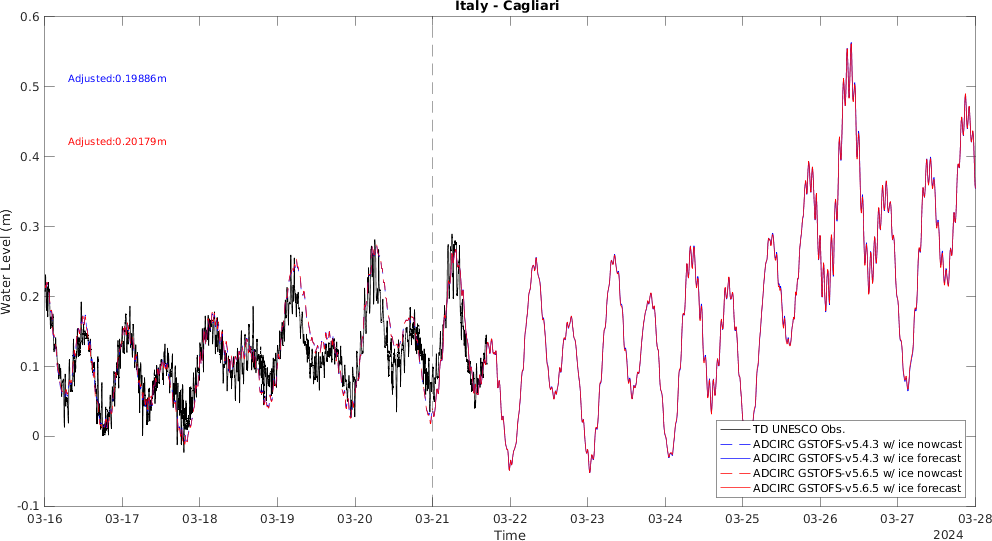 Italy - Cagliari
0.6
0.5
0.4
0.3
0.2
0.1
0
-0.1
Water Level (m)
Adjusted:0.19886m
Adjusted:0.20179m
TD UNESCO Obs.
ADCIRC GSTOFS-v5.4.3 w/ ice nowcast
ADCIRC GSTOFS-v5.4.3 w/ ice forecast
ADCIRC GSTOFS-v5.6.5 w/ ice nowcast
ADCIRC GSTOFS-v5.6.5 w/ ice forecast
03-16 03-17 03-18 03-19 03-20 03-21 03-22 03-23 03-24 03-25 03-26 03-27 03-28
Time
2024